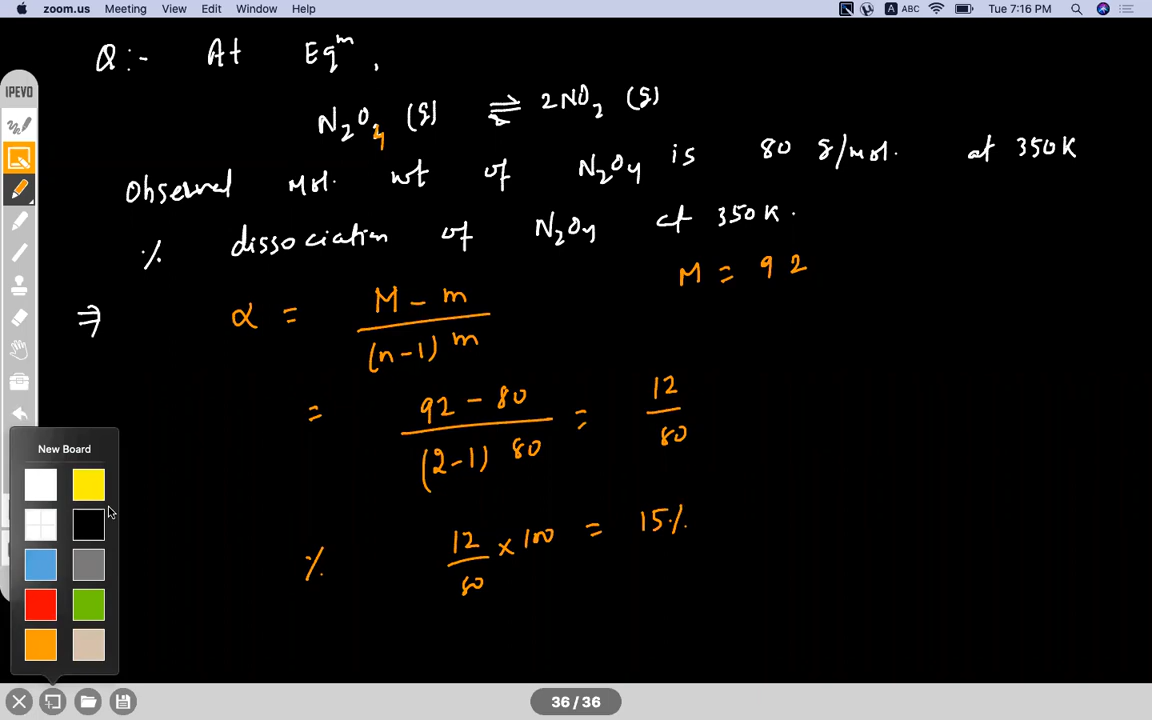 zoom.us Meeting View Edit Window Help ABC Tue 7:16 PM
Q:- At Eqᵐ,
IPEVO
N₂O₄ (g) ⇌ 2NO₂ (g)
Observed Mol. wt of N₂O₄ is 80 g/mol. at 350K
% dissociation of N₂O₄ at 350K.
M = 92
⇒ α = M - m / (n-1) m
= 92 - 80 / (2-1) 80 = 12 / 80
New Board
% 12 / 80 × 100 = 15%
36 / 36